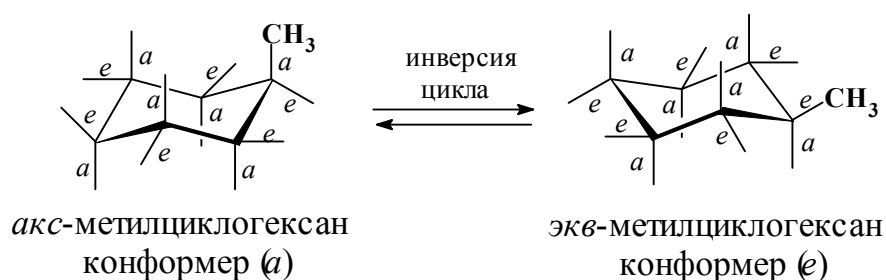 CH3
a
a
e
e
a
e
e
a
a
e
e
a
a
инверсия
цикла
a
e
a
a
e
a
e
CH3
e
a
e
a
акс-метилциклогексан
конформер (а)
экв-метилциклогексан
конформер (е)